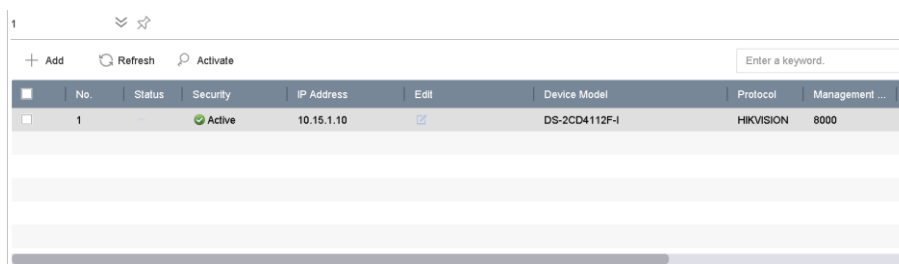 1
Add Refresh Activate Enter a keyword.
No. Status Security IP Address Edit Device Model Protocol Management ...
1 Active 10.15.1.10 DS-2CD4112F-I HIKVISION 8000